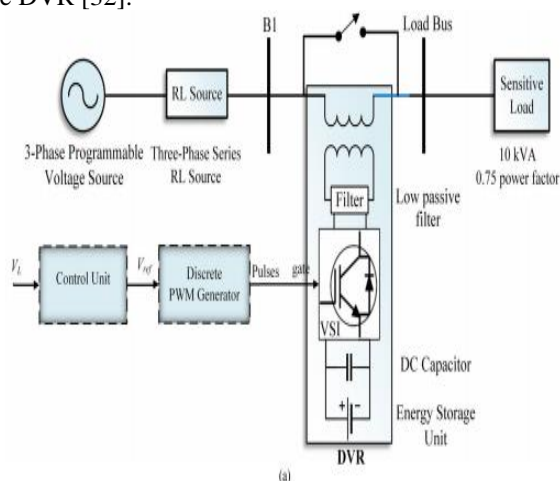 e DVR [32].
B1
Load Bus
RL Source
Sensitive
Load
3-Phase Programmable
Voltage Source
Three-Phase Series
RL Source
10 kVA
0.75 power factor
Filter
Low passive
filter
V_L
Control Unit
V_ref
Discrete
PWM Generator
Pulses
gate
VSI
DC Capacitor
+ -
Energy Storage
Unit
DVR
(a)